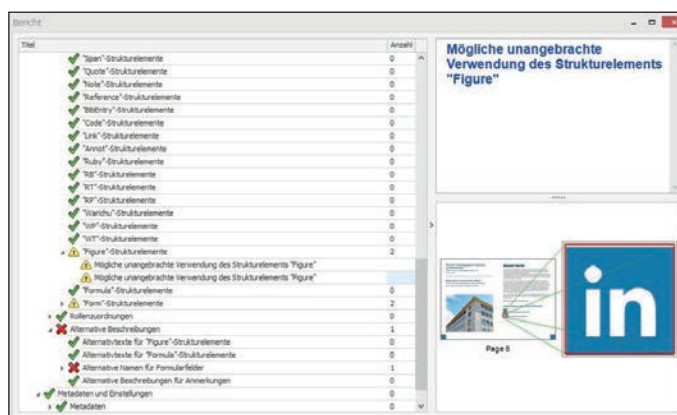 Bericht
Titel Anzahl
"Span"-Strukturelemente 0
"Quote"-Strukturelemente 0
"Note"-Strukturelemente 0
"Reference"-Strukturelemente 0
"BibEntry"-Strukturelemente 0
"Code"-Strukturelemente 0
"Link"-Strukturelemente 0
"Annot"-Strukturelemente 0
"Ruby"-Strukturelemente 0
"RB"-Strukturelemente 0
"RT"-Strukturelemente 0
"RP"-Strukturelemente 0
"Warichu"-Strukturelemente 0
"WP"-Strukturelemente 0
"WT"-Strukturelemente 0
"Figure"-Strukturelemente 2
Mögliche unangebrachte Verwendung des Strukturelements "Figure"
Mögliche unangebrachte Verwendung des Strukturelements "Figure"
"Formula"-Strukturelemente 0
"Form"-Strukturelemente 2
Rollenzuordnungen 0
Alternative Beschreibungen 1
Alternativtexte für "Figure"-Strukturelemente 0
Alternativtexte für "Formula"-Strukturelemente 0
Alternative Namen für Formularfelder 1
Alternative Beschreibungen für Anmerkungen 0
Metadaten und Einstellungen 0
Metadaten 0
Mögliche unangebrachte
Verwendung des Strukturelements
"Figure"
in
Page 6